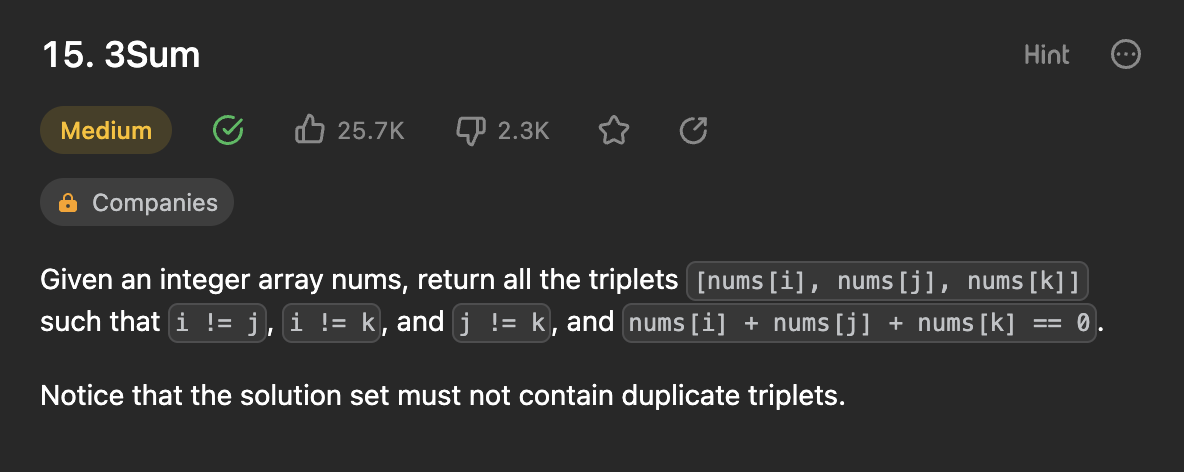 15. 3Sum
Hint
Medium
25.7K
2.3K
Companies
Given an integer array nums, return all the triplets [nums[i], nums[j], nums[k]]
such that i != j, i != k, and j != k, and nums[i] + nums[j] + nums[k] == 0.
Notice that the solution set must not contain duplicate triplets.